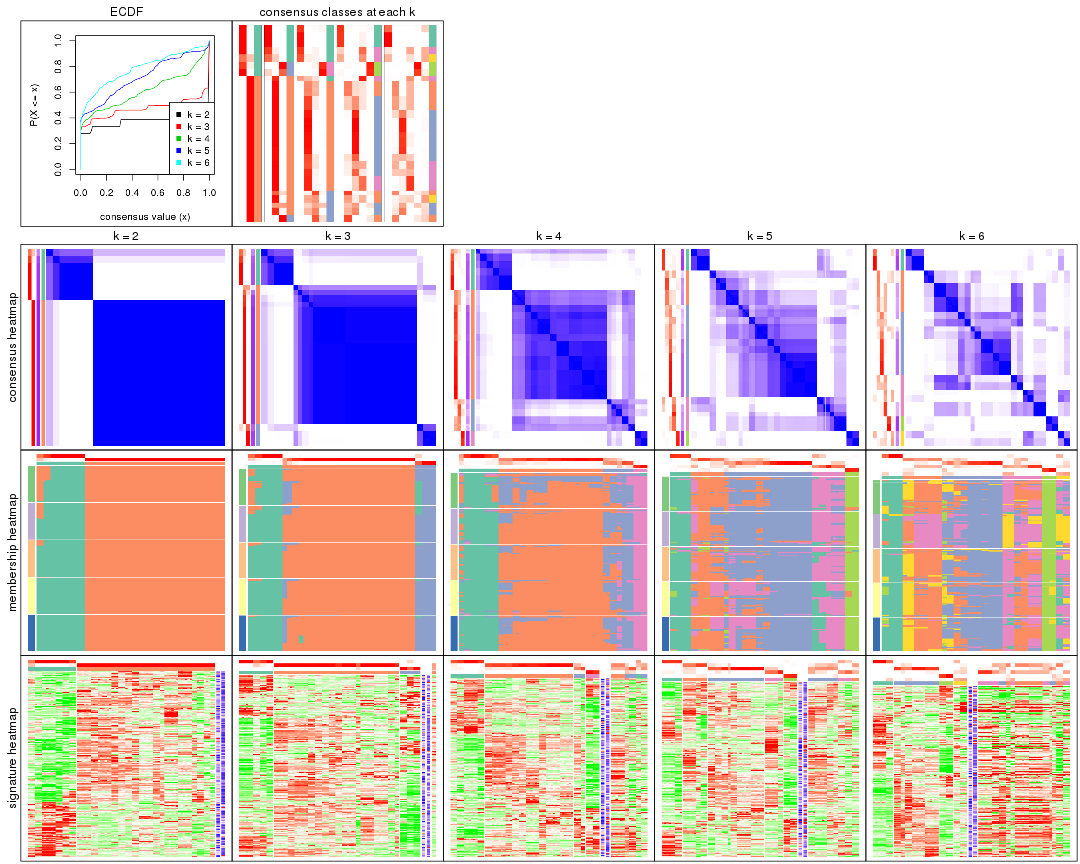 ECDF
consensus classes at each k
P(X <= x)
0.0 0.2 0.4 0.6 0.8 1.0
k = 2
k = 3
k = 4
k = 5
k = 6
0.0 0.2 0.4 0.6 0.8 1.0
consensus value (x)
k = 2
k = 3
k = 4
k = 5
k = 6
consensus heatmap
membership heatmap
signature heatmap